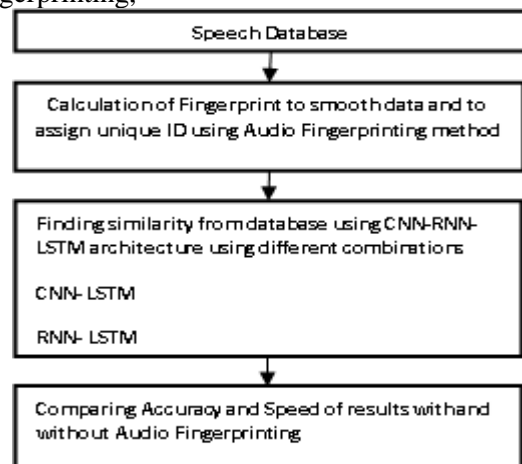 gerprinting,
Speech Database
Calculation of Fingerprint to smooth data and to
assign unique ID using Audio Fingerprinting method
Finding similarity from database using CNN-RNN-
LSTM architecture using different combinations
CNN- LSTM
RNN- LSTM
Comparing Accuracy and Speed of results withand
without Audio Fingerprinting